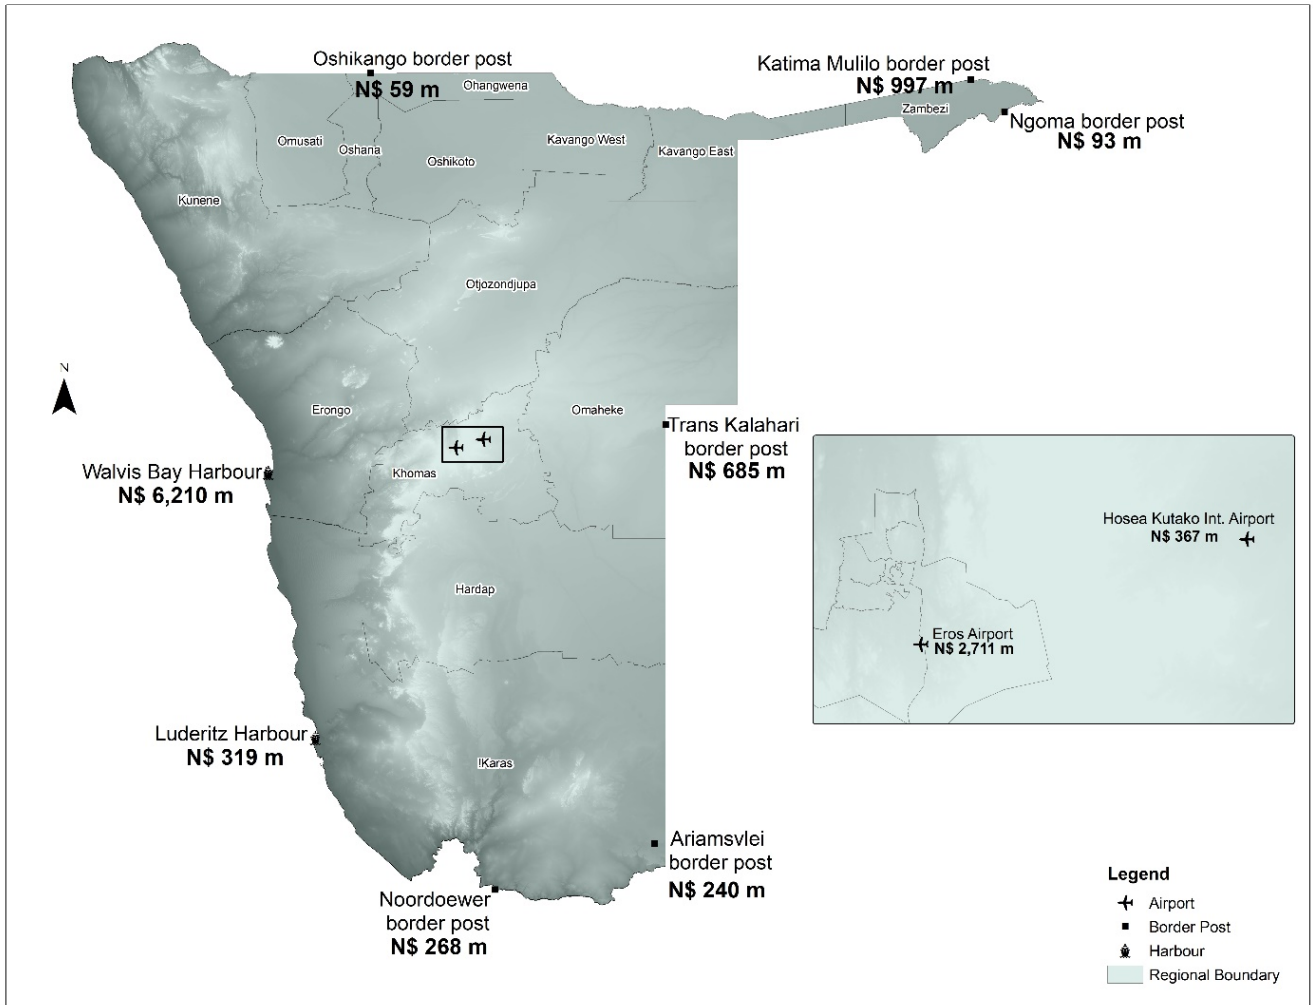 Oshikango border post
N$ 59 m
Katima Mulilo border post
N$ 997 m
Ngoma border post
N$ 93 m
Ohangwena
Zambezi
Omusati
Oshana
Oshikoto
Kavango West
Kavango East
Kunene
Otjozondjupa
N
Erongo
Omaheke
Trans Kalahari
border post
N$ 685 m
Walvis Bay Harbour
N$ 6,210 m
Khomas
Hosea Kutako Int. Airport
N$ 367 m
Eros Airport
N$ 2,711 m
Hardap
Luderitz Harbour
N$ 319 m
!Karas
Ariamsvlei
border post
N$ 240 m
Noordoewer
border post
N$ 268 m
Legend
Airport
Border Post
Harbour
Regional Boundary